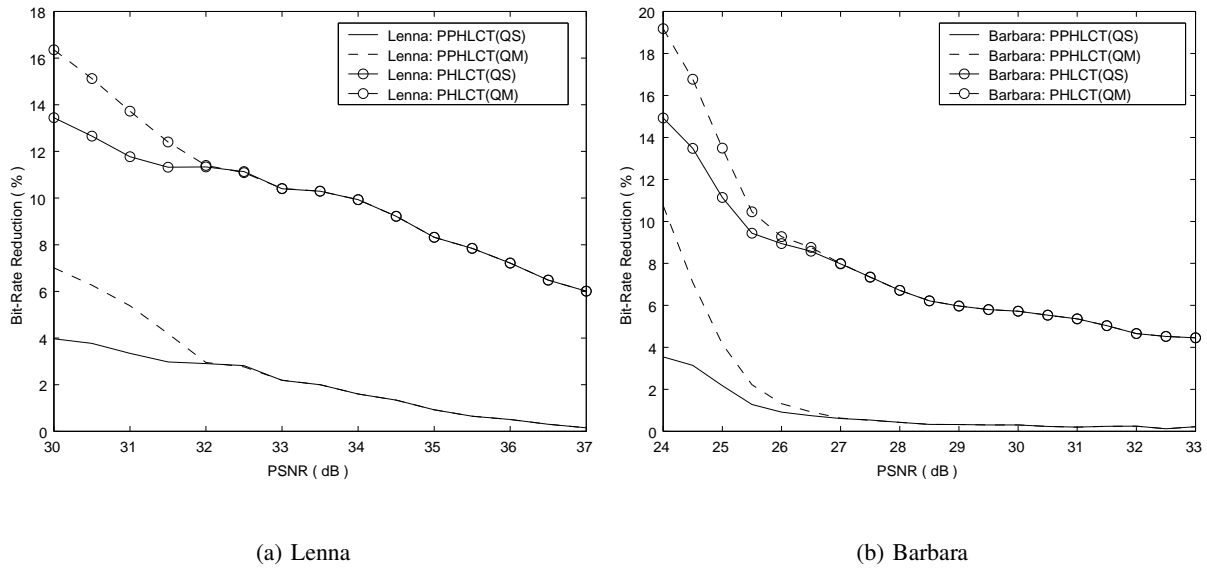 18
16
14
12
10
8
6
4
2
0
Bit-Rate Reduction ( % )
30 31 32 33 34 35 36 37
PSNR ( dB )
Lenna: PPHLCT(QS)
Lenna: PPHLCT(QM)
Lenna: PHLCT(QS)
Lenna: PHLCT(QM)
(a) Lenna
20
18
16
14
12
10
8
6
4
2
0
Bit-Rate Reduction ( % )
24 25 26 27 28 29 30 31 32 33
PSNR ( dB )
Barbara: PPHLCT(QS)
Barbara: PPHLCT(QM)
Barbara: PHLCT(QS)
Barbara: PHLCT(QM)
(b) Barbara